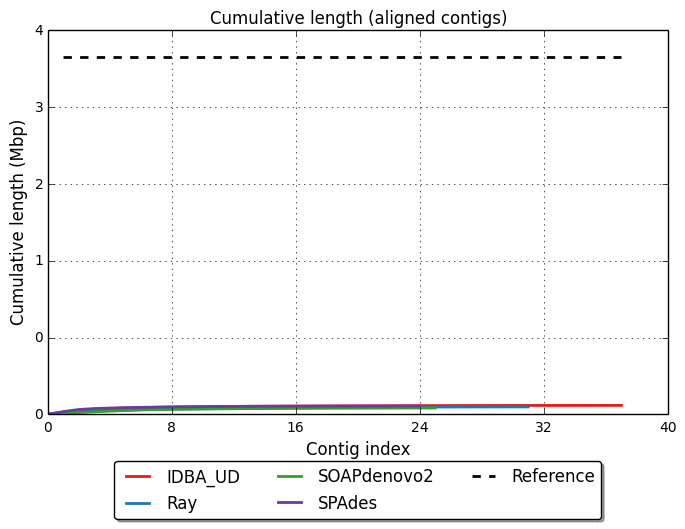 Cumulative length (aligned contigs)
4
3
2
1
0
0
Cumulative length (Mbp)
0 8 16 24 32 40
Contig index
IDBA_UD SOAPdenovo2 Reference
Ray SPAdes